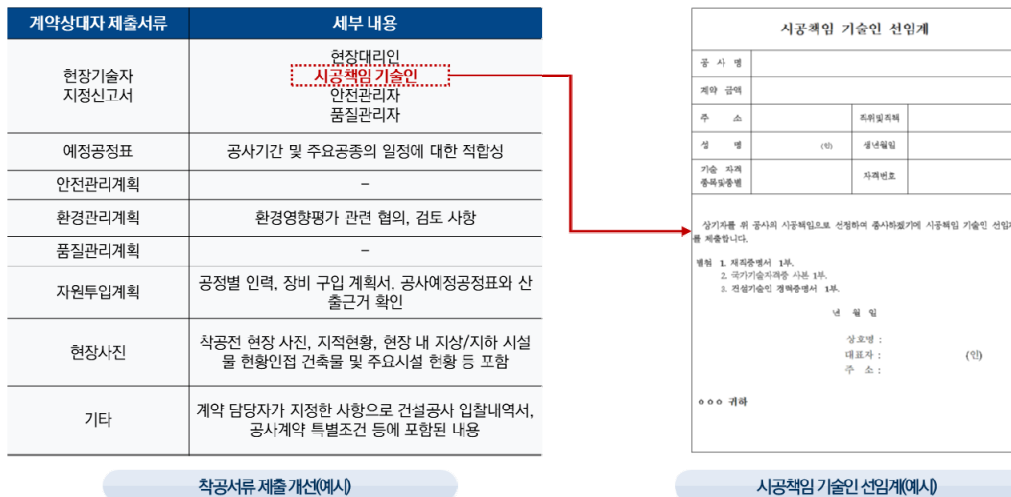 계약상대자 제출서류 세부 내용
현장기술자
지정신고서
현장대리인
시공책임 기술인
안전관리자
품질관리자
예정공정표 공사기간 및 주요공종의 일정에 대한 적합성
안전관리계획 –
환경관리계획 환경영향평가 관련 협의, 검토 사항
품질관리계획 –
자원투입계획
공정별 인력, 장비 구입 계획서, 공사예정공정표와 산
출근거 확인
현장사진
착공전 현장 사진, 지적현황, 현장 내 지상/지하 시설
물 현황인접 건축물 및 주요시설 현황 등 포함
기타
계약 담당자가 지정한 사항으로 건설공사 입찰내역서,
공사계약 특별조건 등에 포함된 내용
착공서류 제출 개선(예시)
시공책임 기술인 선임계
공 사 명
계약 금액
주 소 직위및직책
성 명 (인) 생년월일
기술 자격
종목및종별
자격번호
상기자를 위 공사의 시공책임으로 선정하여 종사하겠기에 시공책임 기술인 선임계
를 제출합니다.
별첨 1. 재직증명서 1부.
2. 국가기술자격증 사본 1부.
3. 건설기술인 경력증명서 1부.
년 월 일
상호명 :
대표자 : (인)
주 소 :
o o o 귀하
시공책임 기술인 선임계(예시)